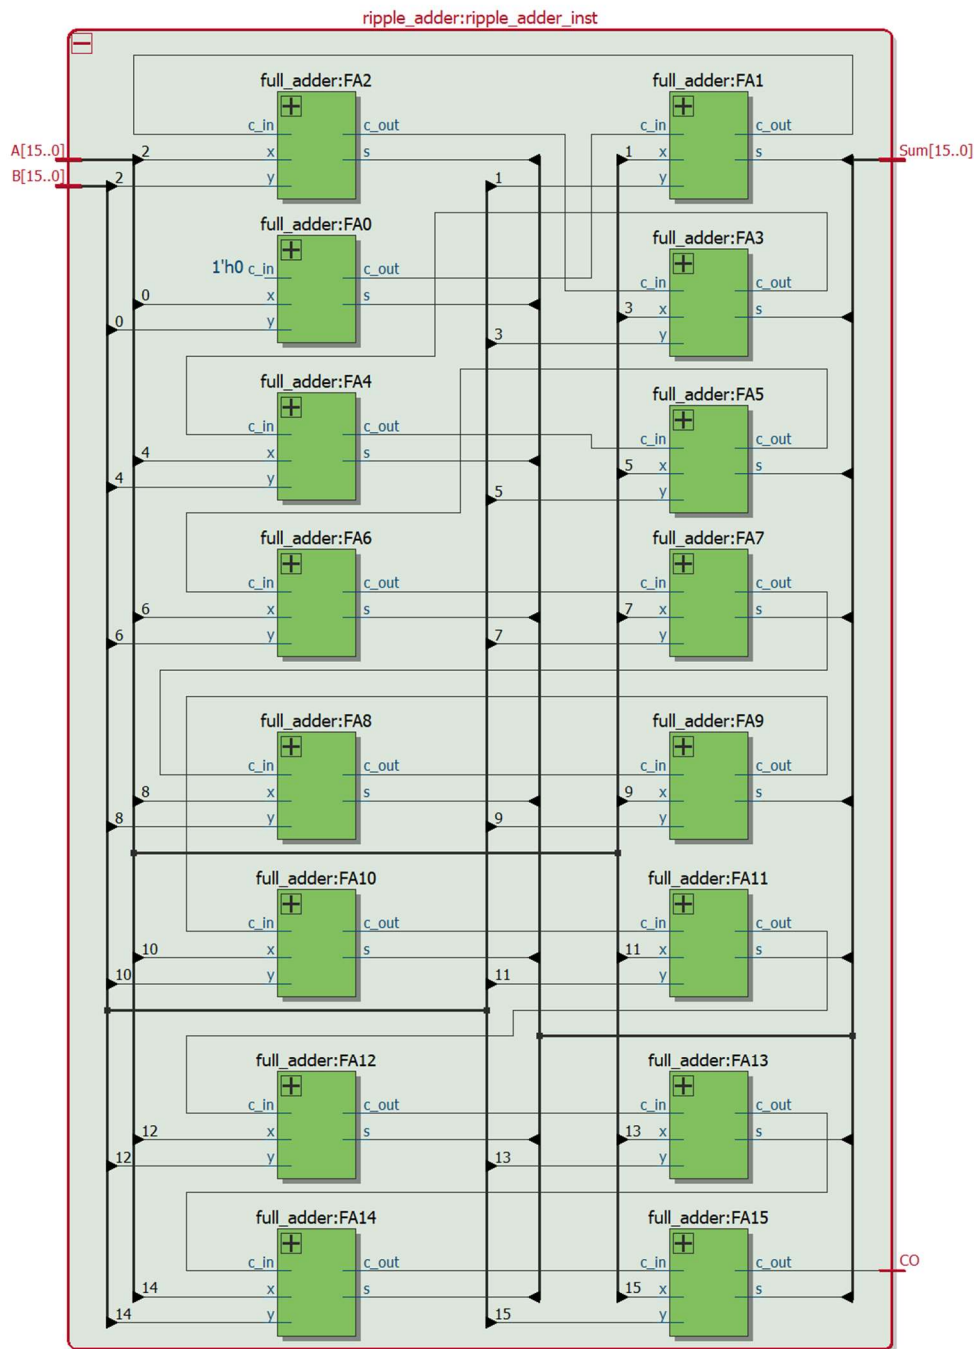 ripple_adder:ripple_adder_inst
full_adder:FA2 full_adder:FA1
c_in c_out c_in c_out
A[15..0] 2 x s 1 x s Sum[15..0]
B[15..0] 2 y 1 y
full_adder:FA0 full_adder:FA3
1'h0 c_in c_out c_in c_out
0 x s 3 x s
0 y 3 y
full_adder:FA4 full_adder:FA5
c_in c_out c_in c_out
4 x s 5 x s
4 y 5 y
full_adder:FA6 full_adder:FA7
c_in c_out c_in c_out
6 x s 7 x s
6 y 7 y
full_adder:FA8 full_adder:FA9
c_in c_out c_in c_out
8 x s 9 x s
8 y 9 y
full_adder:FA10 full_adder:FA11
c_in c_out c_in c_out
10 x s 11 x s
10 y 11 y
full_adder:FA12 full_adder:FA13
c_in c_out c_in c_out
12 x s 13 x s
12 y 13 y
full_adder:FA14 full_adder:FA15
c_in c_out c_in c_out CO
14 x s 15 x s
14 y 15 y